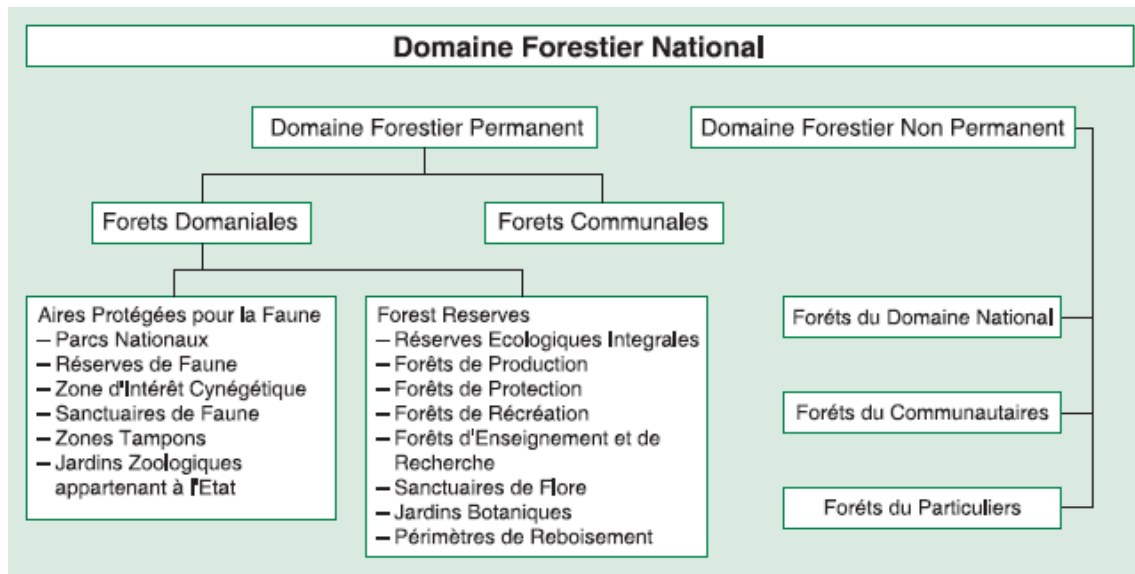 Domaine Forestier National
Domaine Forestier Permanent
Domaine Forestier Non Permanent
Forets Domaniales
Forets Communales
Aires Protégées pour la Faune
– Parcs Nationaux
– Réserves de Faune
– Zone d'Intérêt Cynégétique
– Sanctuaires de Faune
– Zones Tampons
– Jardins Zoologiques
appartenant à l'Etat
Forest Reserves
– Réserves Ecologiques Integrales
– Forêts de Production
– Forêts de Protection
– Forêts de Récréation
– Forêts d'Enseignement et de
Recherche
– Sanctuaires de Flore
– Jardins Botaniques
– Périmètres de Reboisement
Foréts du Domaine National
Foréts du Communautaires
Foréts du Particuliers